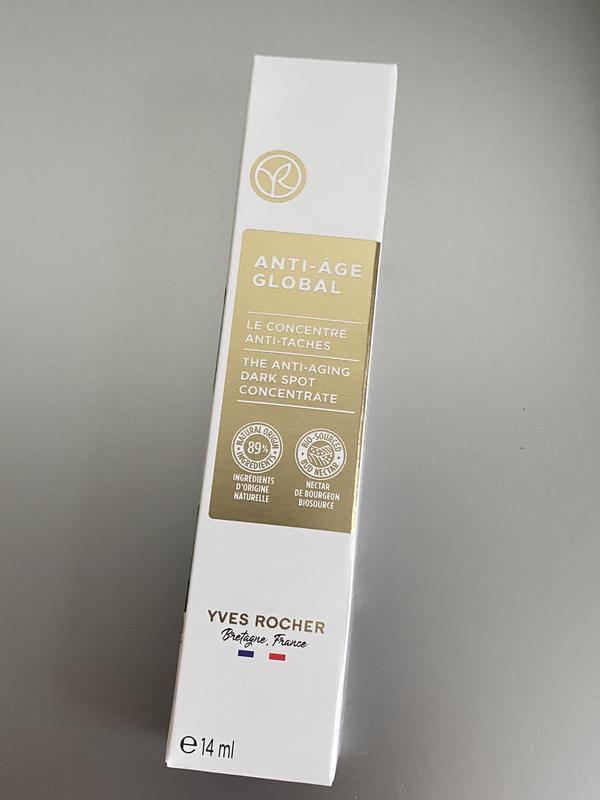 ANTI-ÂGE
GLOBAL
LE CONCENTRÉ
ANTI-TACHES
THE ANTI-AGING
DARK SPOT
CONCENTRATE
NATURAL ORIGIN
89%
INGREDIENTS
INGRÉDIENTS
D'ORIGINE
NATURELLE
BIO-SOURCED
BUD NECTAR
NECTAR
DE BOURGEON
BIOSOURCÉ
YVES ROCHER
Bretagne, France
℮ 14 ml